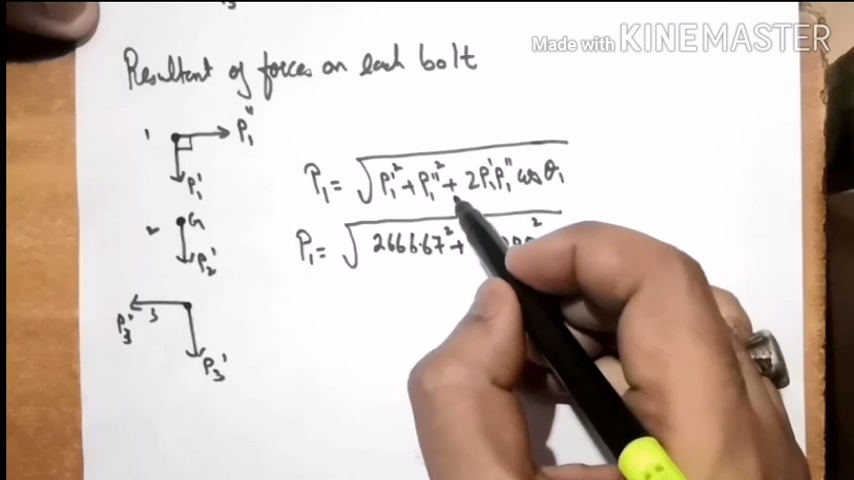 Made with KINEMASTER
Resultant of forces on each bolt
1 P₁''
P₁'
P₁ = √P₁'² + P₁''² + 2P₁'P₁'' cos θ₁
2 G
P₂'
P₁ = √2666.67² +
P₃'' 3
P₃'